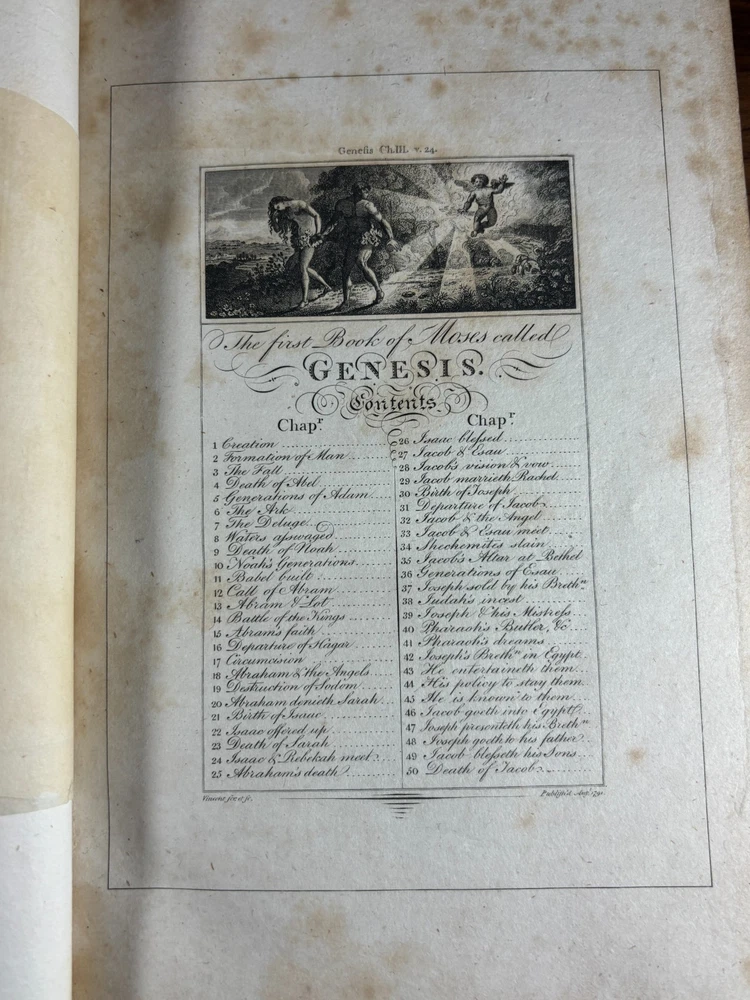 Genesis Ch.III. v. 24.
The first Book of Moses called
GENESIS.
Contents
Chapr.
1 Creation
2 Formation of Man
3 The Fall
4 Death of Abel
5 Generations of Adam
6 The Ark
7 The Deluge
8 Waters asswaged
9 Death of Noah
10 Noah's Generations
11 Babel built
12 Call of Abram
13 Abram & Lot
14 Battle of the Kings
15 Abram's faith
16 Departure of Hagar
17 Circumcision
18 Abraham & the Angels
19 Destruction of Sodom
20 Abraham denieth Sarah
21 Birth of Isaac
22 Isaac offered up
23 Death of Sarah
24 Isaac & Rebekah meet
25 Abraham's death
Chapr.
26 Isaac blessed
27 Jacob & Esau
28 Jacob's vision & vow
29 Jacob marrieth Rachel
30 Birth of Joseph
31 Departure of Jacob
32 Jacob & the Angel
33 Jacob & Esau meet
34 Shechemites slain
35 Jacob's Altar at Bethel
36 Generations of Esau
37 Joseph sold by his Brethn.
38 Judah's incest
39 Joseph & his Mistress
40 Pharaoh's Butler, &c
41 Pharaoh's dreams
42 Joseph's Brethn in Egypt
43 He entertaineth them
44 His policy to stay them
45 He is known to them
46 Jacob goeth into Egypt
47 Joseph presenteth his Brethn
48 Joseph goeth to his father
49 Jacob blesseth his Sons
50 Death of Jacob
Vincent
Publish'd